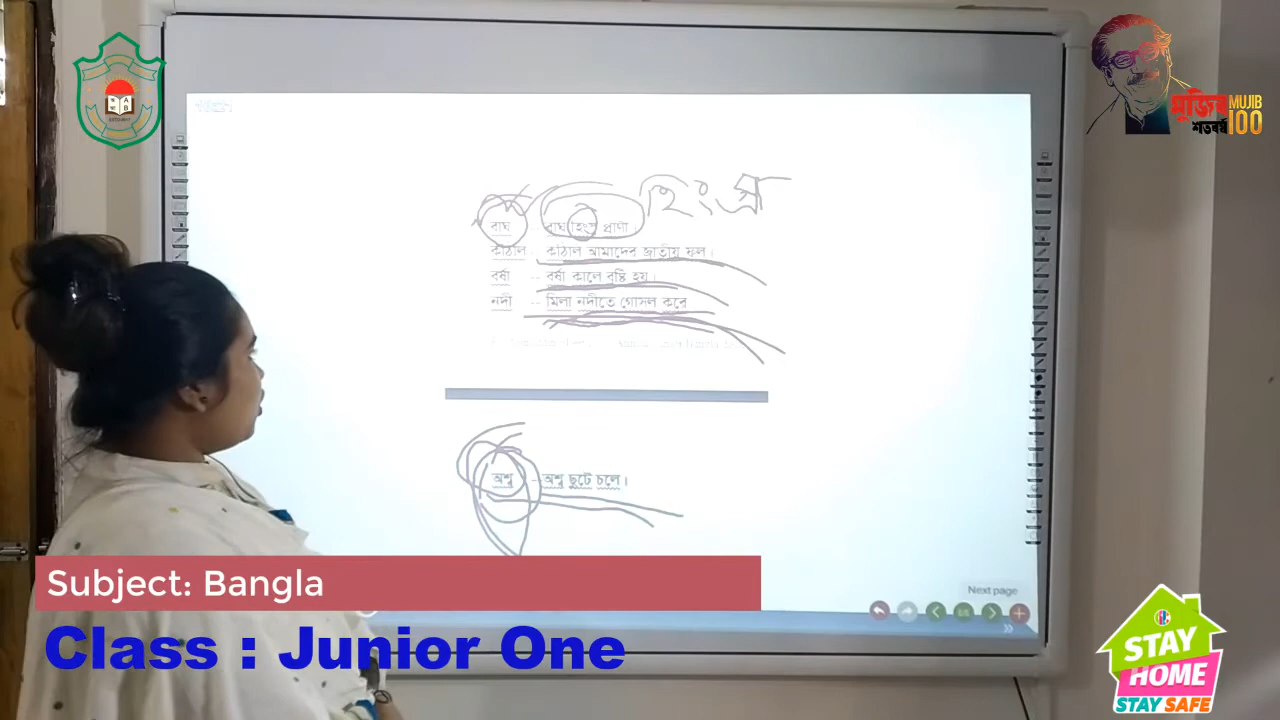 মুজিব MUJIB
শতবর্ষ 100
হিংস্র
বাঘ -- বাঘ হিংস্র প্রাণী।
কাঁঠাল - কাঁঠাল আমাদের জাতীয় ফল।
বর্ষা -- বর্ষা কালে বৃষ্টি হয়।
নদী -- মিলা নদীতে গোসল করে
অশ্ব - অশ্ব ছুটে চলে।
Next page
Subject: Bangla
Class : Junior One
STAY
HOME
STAY SAFE